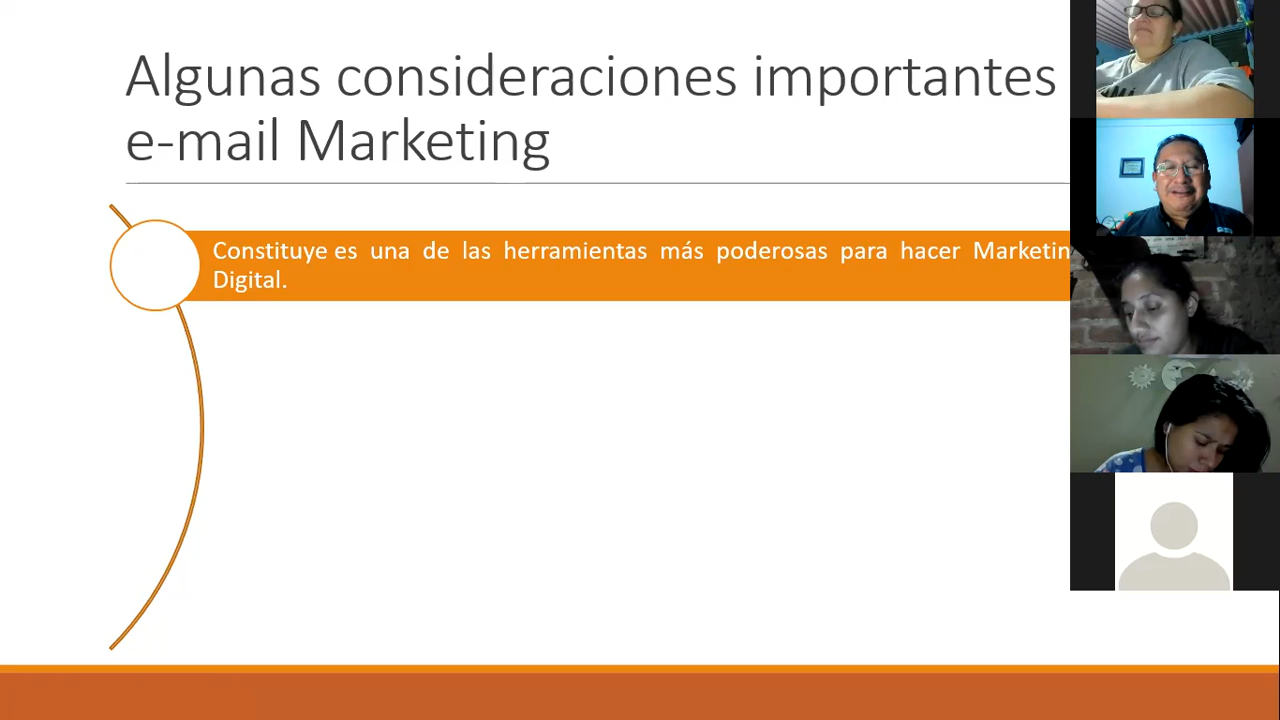 Algunas consideraciones importantes
e-mail Marketing
Constituye es una de las herramientas más poderosas para hacer Marketin
Digital.